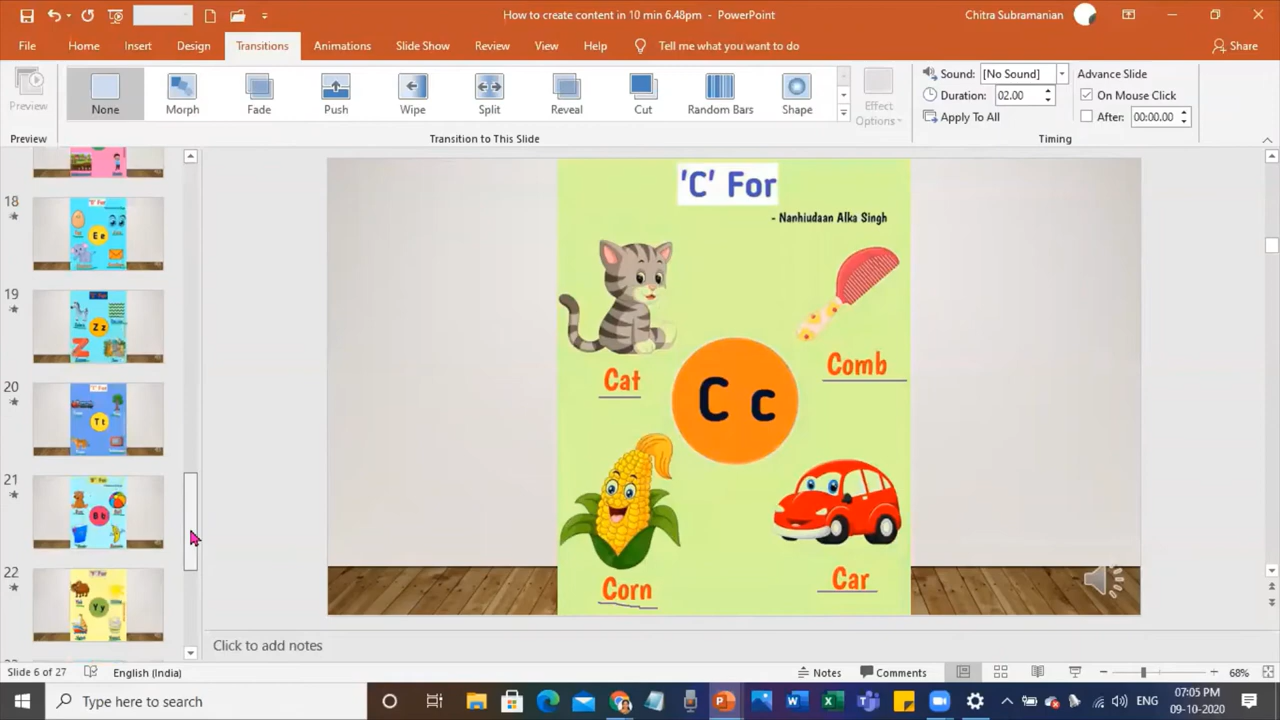 How to create content in 10 min 6.48pm - PowerPoint
Chitra Subramanian
File Home Insert Design Transitions Animations Slide Show Review View Help Tell me what you want to do Share
Preview
None Morph Fade Push Wipe Split Reveal Cut Random Bars Shape
Effect
Options
Sound: [No Sound]
Duration: 02.00
Apply To All
Advance Slide
On Mouse Click
After: 00:00.00
Preview
Transition to This Slide
Timing
18
'E' For
E e
19
Z z
20
'T' For
T t
21
'B' For
B b
22
'Y' For
Y y
'C' For
- Nanhiudaan Alka Singh
Cat
Comb
C c
Corn
Car
Click to add notes
Slide 6 of 27
English (India)
Notes
Comments
68%
Type here to search
ENG
07:05 PM
09-10-2020